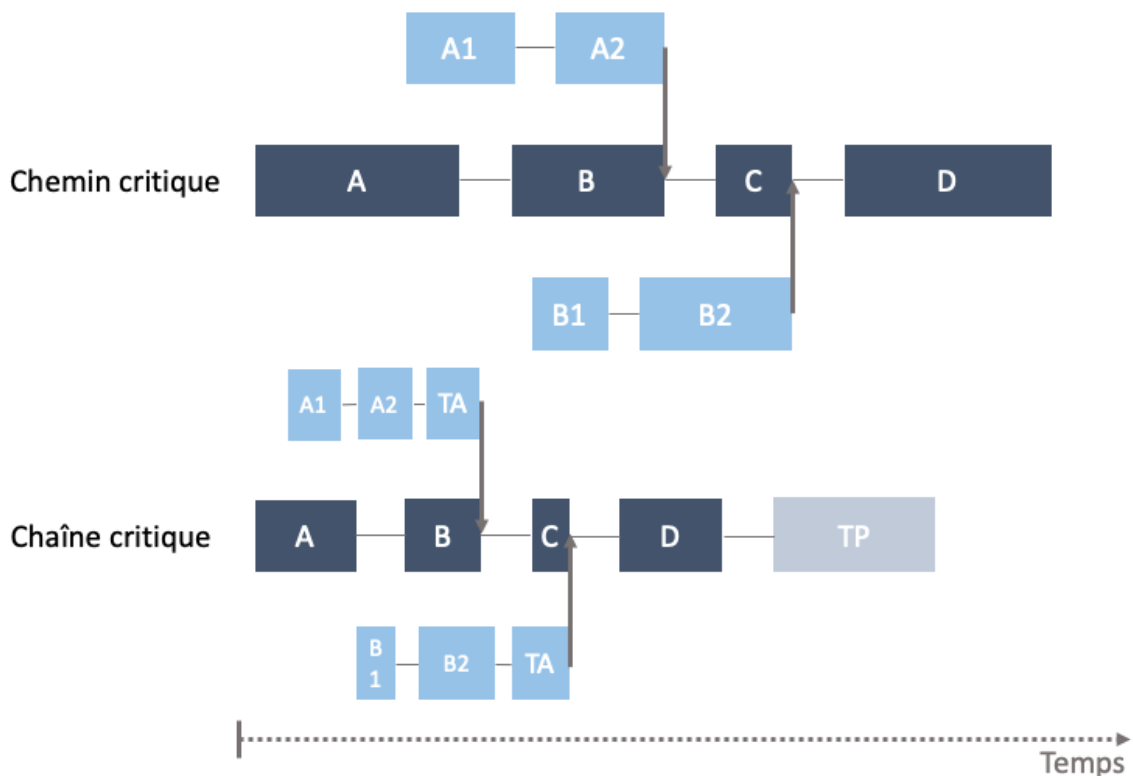 A1 A2
Chemin critique A B C D
B1 B2
A1 A2 TA
Chaîne critique A B C D TP
B
1 B2 TA
Temps